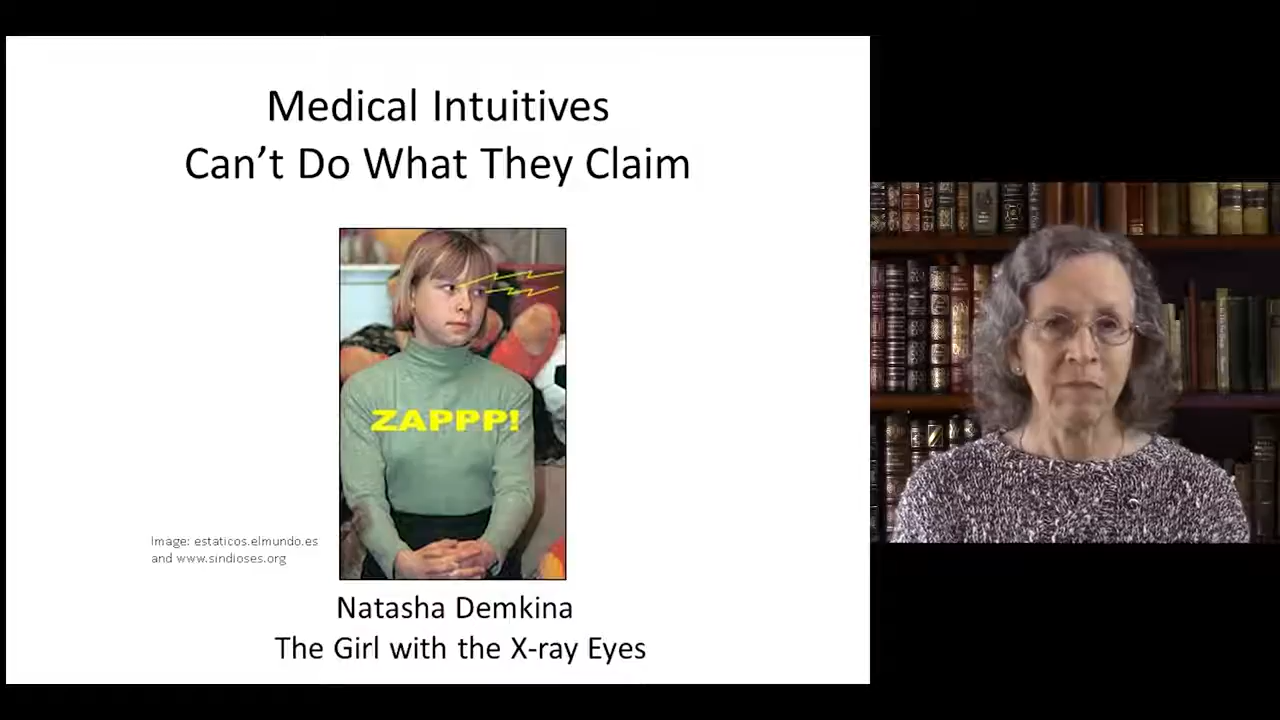 Medical Intuitives
Can’t Do What They Claim
ZAPPP!
Image: estaticos.elmundo.es
and www.sindioses.org
Natasha Demkina
The Girl with the X-ray Eyes